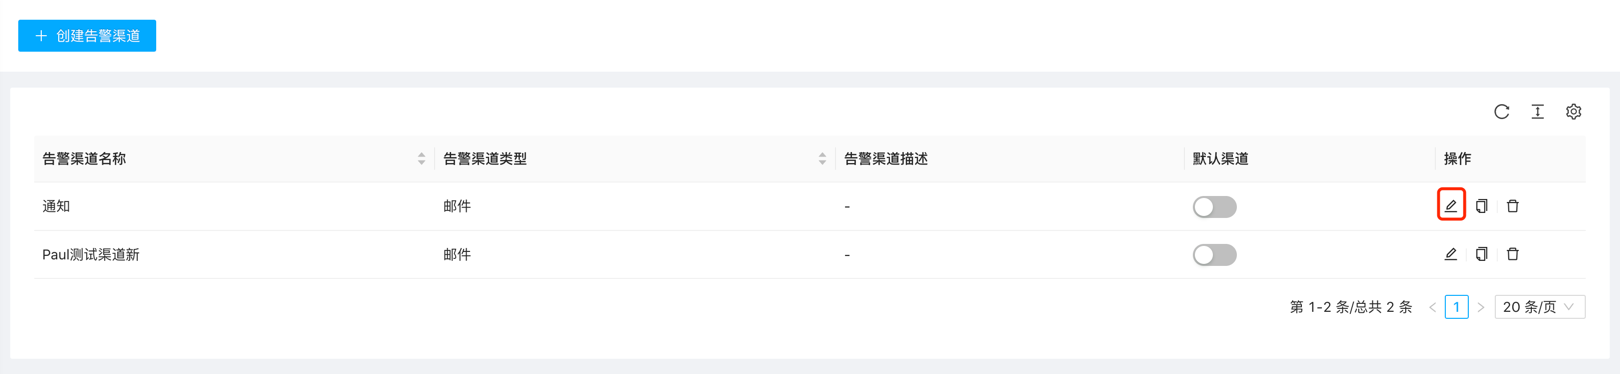 + 创建告警渠道
告警渠道名称 告警渠道类型 告警渠道描述 默认渠道 操作
通知 邮件 -
Paul测试渠道新 邮件 -
第 1-2 条/总共 2 条 < 1 > 20 条/页